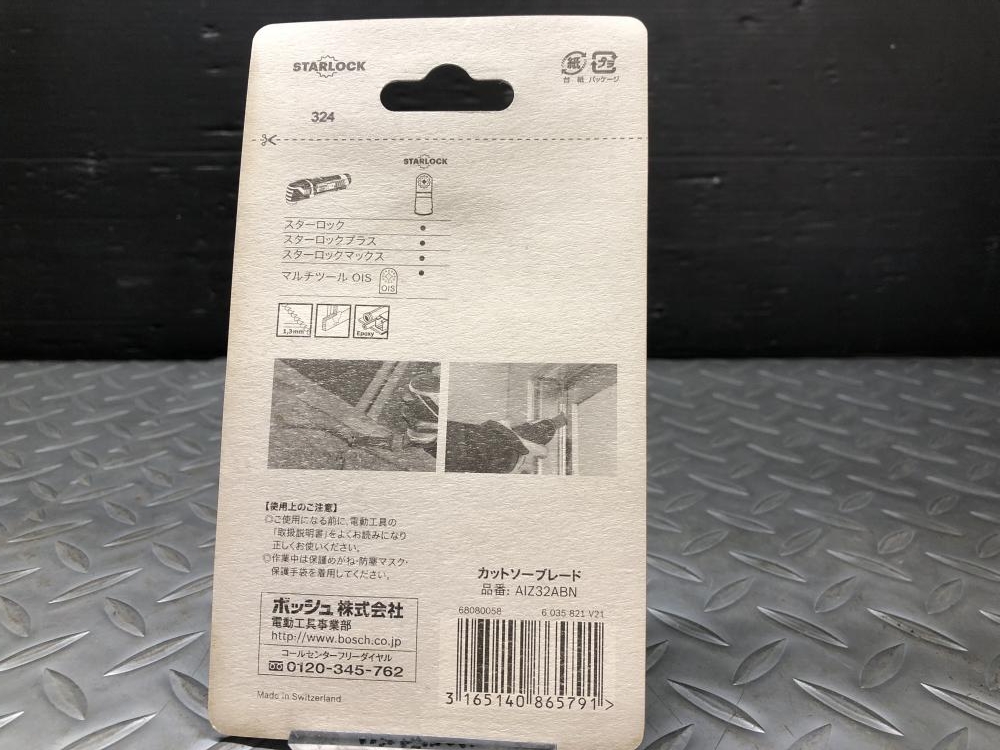 STARLOCK
紙
台紙
プラ
パッケージ
324
STARLOCK
スターロック
スターロックプラス
スターロックマックス
マルチツール OIS
OIS
1,3mm
Epoxy
【使用上のご注意】
◎ご使用になる前に、電動工具の
「取扱説明書」をよくお読みになり
正しくお使いください。
◎作業中は保護めがね・防塵マスク・
保護手袋を着用してください。
ボッシュ株式会社
電動工具事業部
http://www.bosch.co.jp
コールセンターフリーダイヤル
0120-345-762
Made in Switzerland
カットソーブレード
品番: AIZ32ABN
68080058 6 035 821 V21
3 165140 865791 >